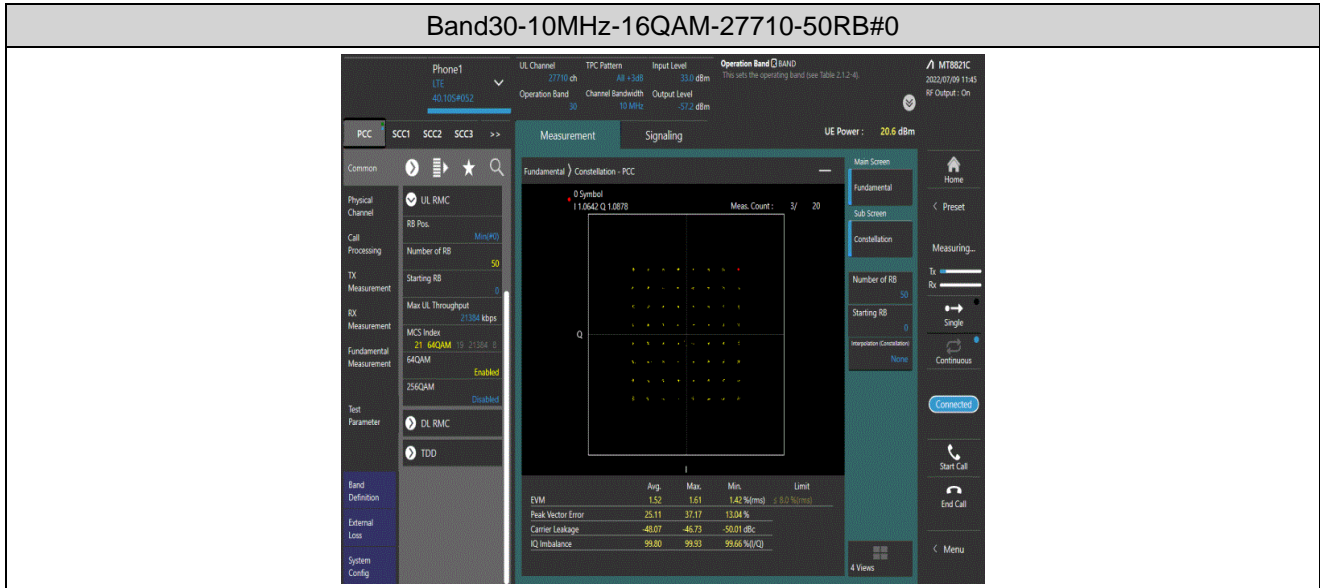 Band30-10MHz-16QAM-27710-50RB#0
Phone1
LTE
40.10S#052
UL Channel TPC Pattern Input Level
27710 ch All +3dB 33.0 dBm
Operation Band Channel Bandwidth Output Level
30 10 MHz -57.2 dBm
Operation Band BAND
This sets the operating band (see Table 2.1.2-4).
MT8821C
2022/07/09 11:45
RF Output : On
PCC SCC1 SCC2 SCC3 >>
Measurement Signaling
UE Power : 20.6 dBm
Common
Physical Channel
Call Processing
TX Measurement
RX Measurement
Fundamental Measurement
Test Parameter
Band Definition
External Loss
System Config
UL RMC
RB Pos.
Min(#0)
Number of RB
50
Starting RB
0
Max UL Throughput
21384 kbps
MCS Index
21 64QAM 19 21384 8
64QAM
Enabled
256QAM
Disabled
DL RMC
TDD
Fundamental Constellation - PCC
0 Symbol
I 1.0642 Q 1.0878
Meas. Count : 3/ 20
Q
I
Avg. Max. Min. Limit
EVM 1.52 1.61 1.42 %(rms) ≤ 8.0 %(rms)
Peak Vector Error 25.11 37.17 13.04 %
Carrier Leakage -48.07 -46.73 -50.01 dBc
IQ Imbalance 99.80 99.93 99.66 %(I/Q)
Main Screen
Fundamental
Sub Screen
Constellation
Number of RB
50
Starting RB
0
Interpolation (Constellation)
None
4 Views
Home
< Preset
Measuring...
Tx
Rx
Single
Continuous
Connected
Start Call
End Call
< Menu